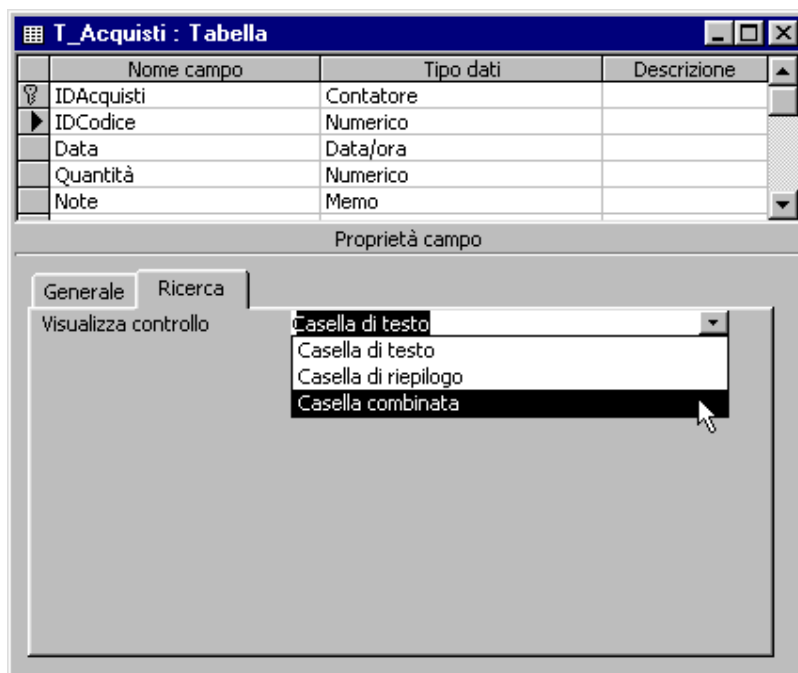 T_Acquisti : Tabella
Nome campo Tipo dati Descrizione
IDAcquisti Contatore
IDCodice Numerico
Data Data/ora
Quantità Numerico
Note Memo
Proprietà campo
Generale Ricerca
Visualizza controllo Casella di testo
Casella di testo
Casella di riepilogo
Casella combinata